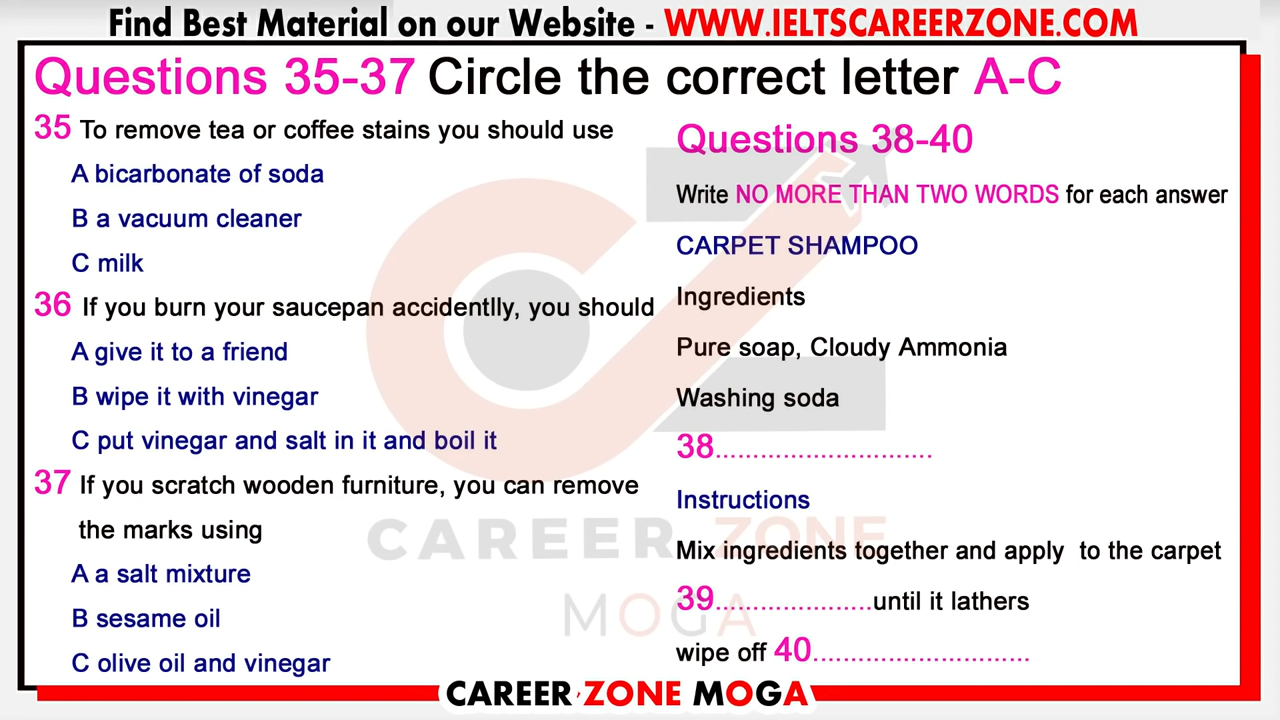 Find Best Material on our Website - WWW.IELTSCAREERZONE.COM
Questions 35-37 Circle the correct letter A-C
35 To remove tea or coffee stains you should use
A bicarbonate of soda
B a vacuum cleaner
C milk
36 If you burn your saucepan accidentlly, you should
A give it to a friend
B wipe it with vinegar
C put vinegar and salt in it and boil it
37 If you scratch wooden furniture, you can remove
the marks using
A a salt mixture
B sesame oil
C olive oil and vinegar
Questions 38-40
Write NO MORE THAN TWO WORDS for each answer
CARPET SHAMPOO
Ingredients
Pure soap, Cloudy Ammonia
Washing soda
38.............................
Instructions
Mix ingredients together and apply to the carpet
39.....................until it lathers
wipe off 40.............................
CAREER ZONE
MOGA
CAREER ZONE MOGA